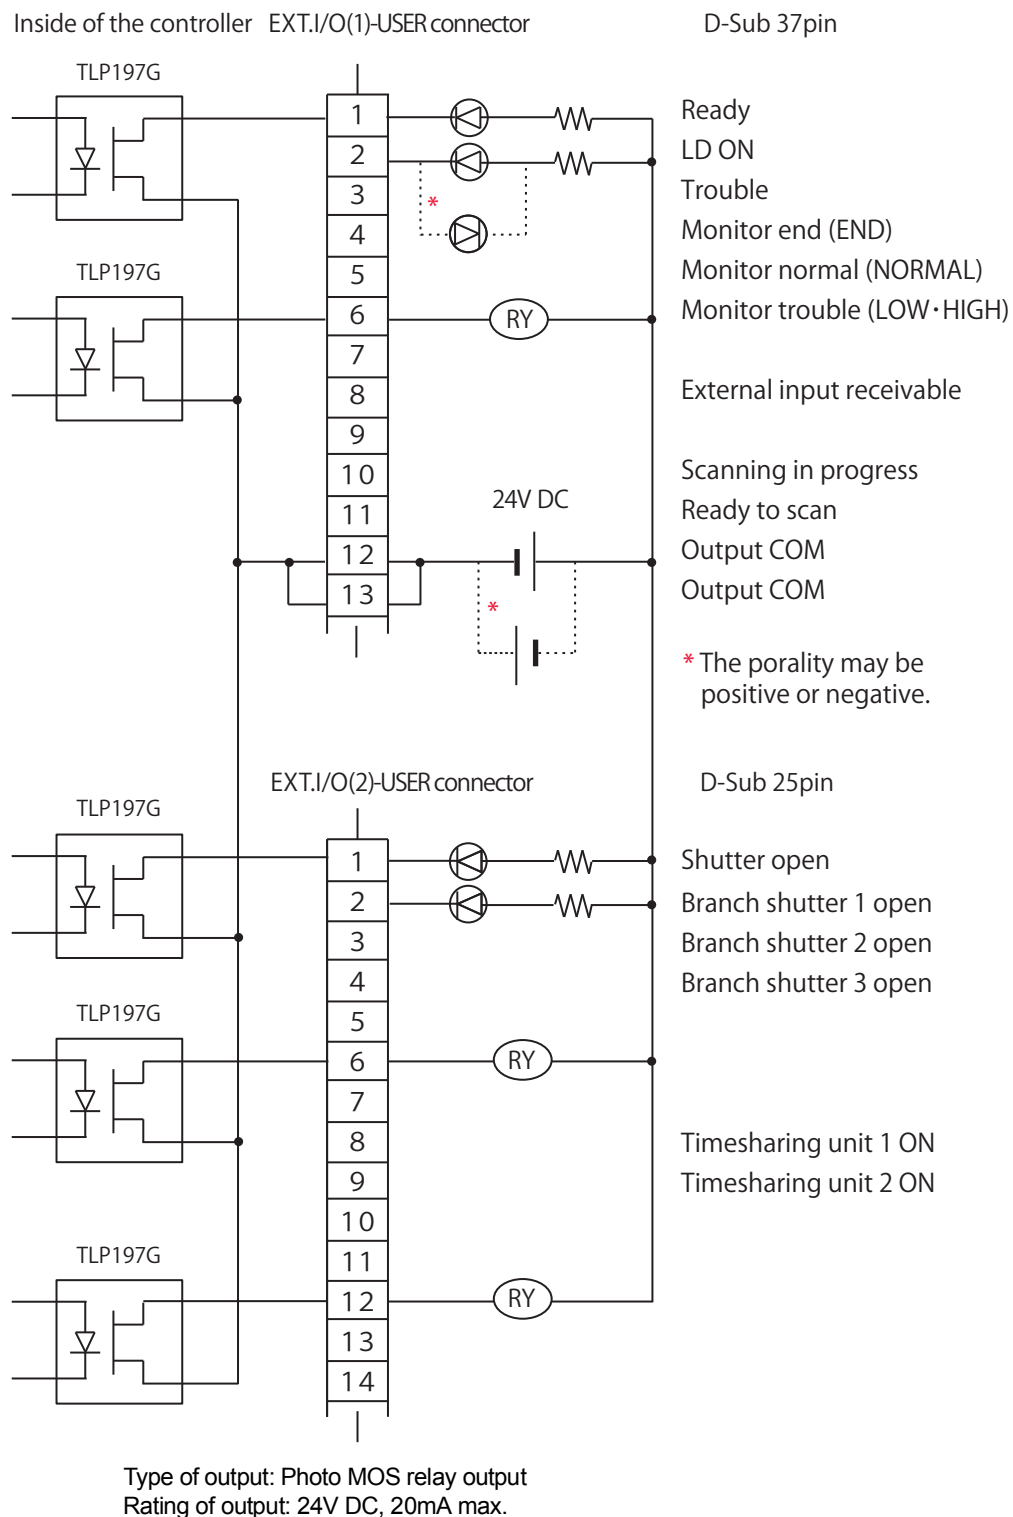 Inside of the controller EXT.I/O(1)-USER connector D-Sub 37pin
TLP197G
1 Ready
2 LD ON
3 Trouble
* 
4 Monitor end (END)
TLP197G
5 Monitor normal (NORMAL)
6 RY Monitor trouble (LOW・HIGH)
7
8 External input receivable
9
10 Scanning in progress
24V DC
11 Ready to scan
12 Output COM
13 Output COM
*
* The porality may be
positive or negative.
EXT.I/O(2)-USER connector D-Sub 25pin
TLP197G
1 Shutter open
2 Branch shutter 1 open
3 Branch shutter 2 open
4 Branch shutter 3 open
TLP197G
5
6 RY
7
8 Timesharing unit 1 ON
9 Timesharing unit 2 ON
10
TLP197G
11
12 RY
13
14
Type of output: Photo MOS relay output
Rating of output: 24V DC, 20mA max.